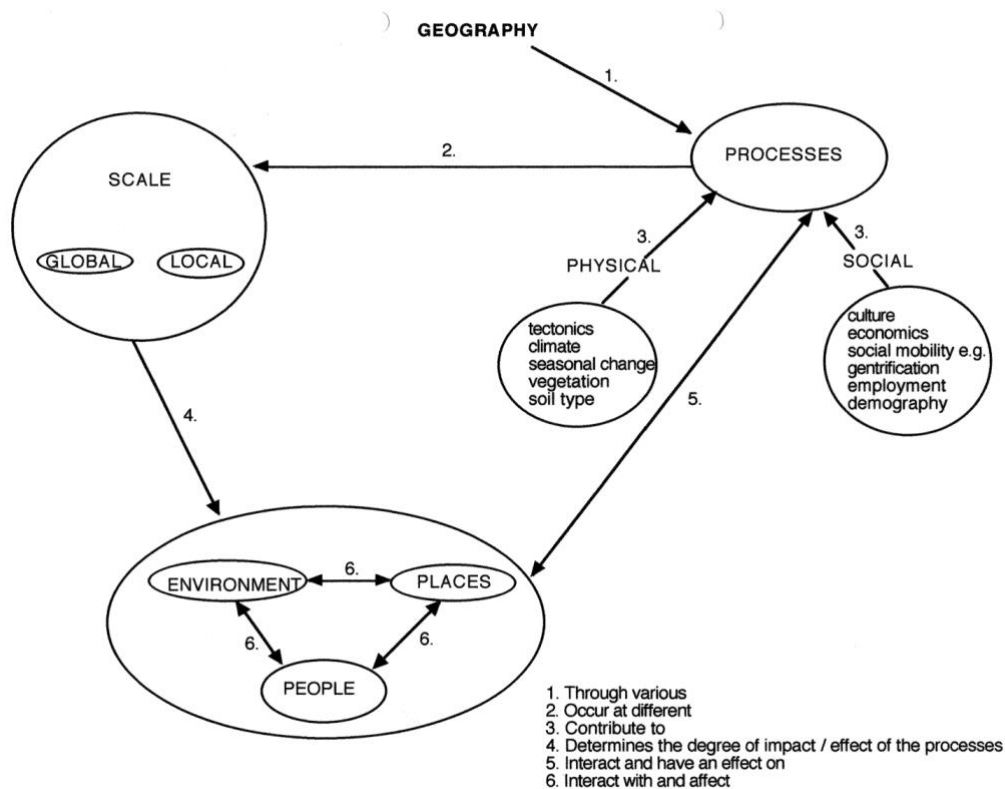 GEOGRAPHY
1.
PROCESSES
2.
SCALE
GLOBAL
LOCAL
3.
PHYSICAL
3.
SOCIAL
tectonics
climate
seasonal change
vegetation
soil type
culture
economics
social mobility e.g.
gentrification
employment
demography
4.
5.
ENVIRONMENT
6.
PLACES
6.
6.
PEOPLE
1. Through various
2. Occur at different
3. Contribute to
4. Determines the degree of impact / effect of the processes
5. Interact and have an effect on
6. Interact with and affect